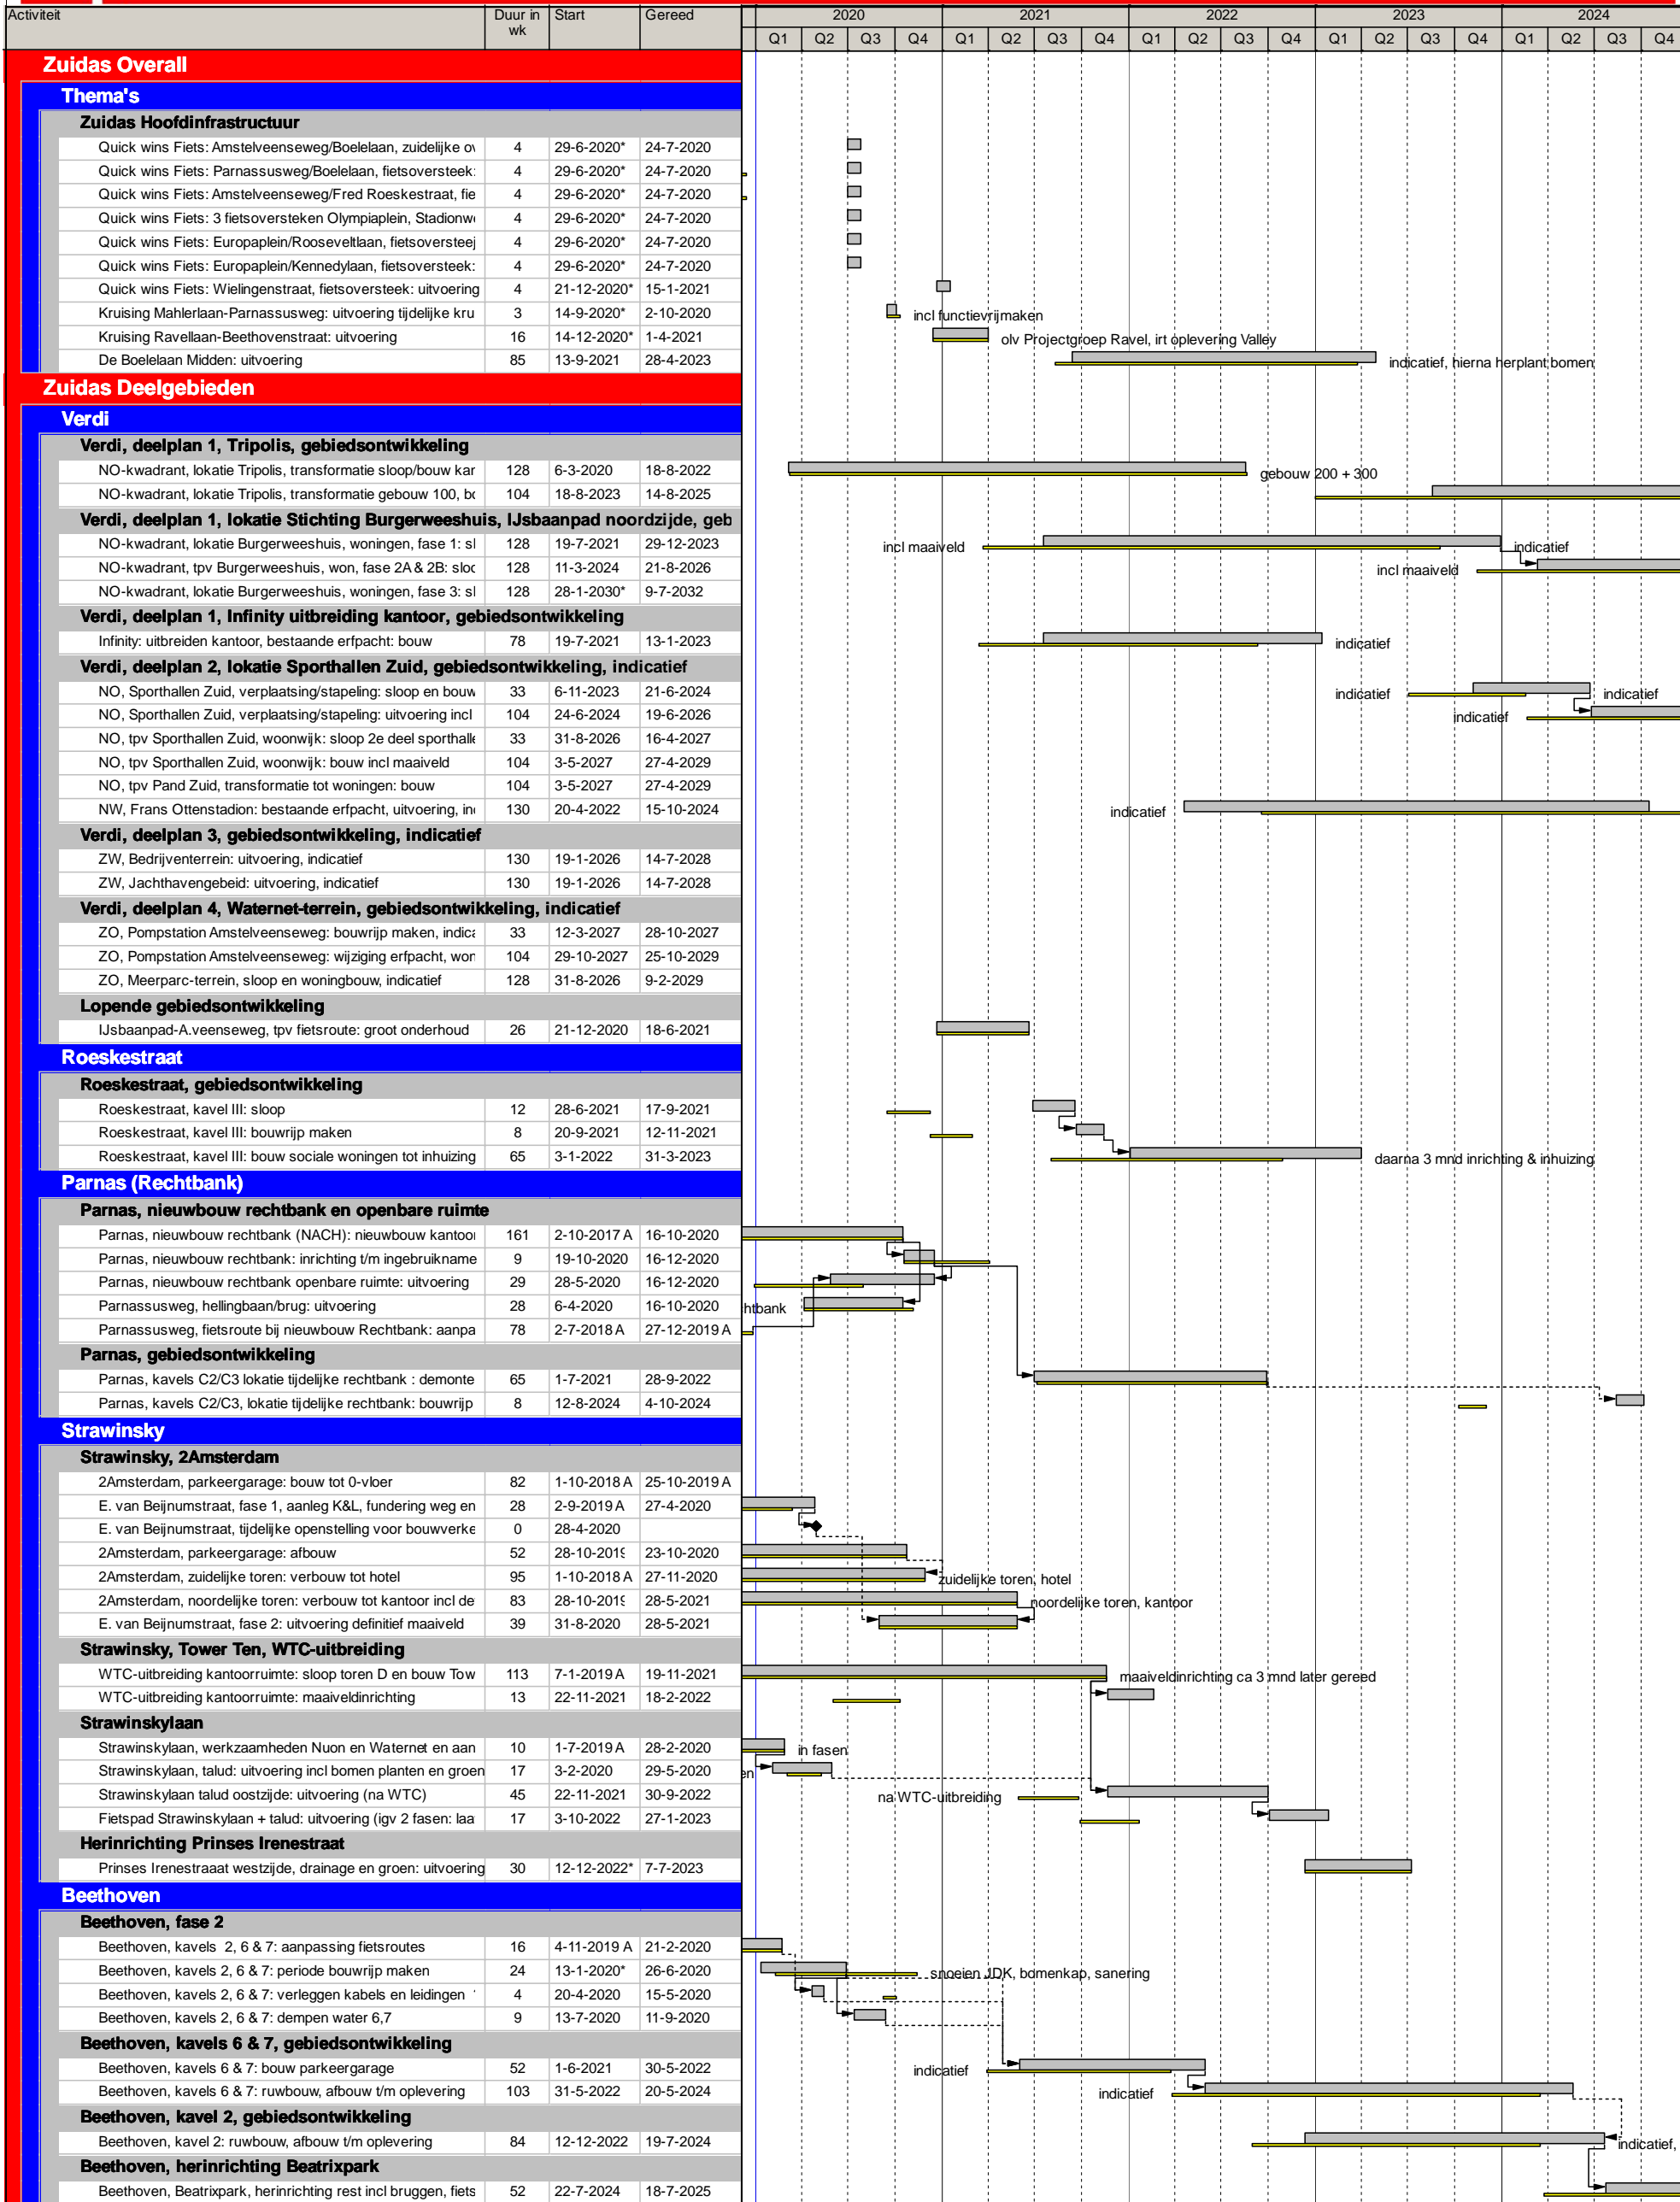 Activiteit Duur in wk Start Gereed 2020 2021 2022 2023 2024
Q1 Q2 Q3 Q4 Q1 Q2 Q3 Q4 Q1 Q2 Q3 Q4 Q1 Q2 Q3 Q4 Q1 Q2 Q3 Q4
Zuidas Overall
Thema's
Zuidas Hoofdinfrastructuur
Quick wins Fiets: Amstelveenseweg/Boelelaan, zuidelijke ov 4 29-6-2020* 24-7-2020
Quick wins Fiets: Parnassusweg/Boelelaan, fietsoversteek: 4 29-6-2020* 24-7-2020
Quick wins Fiets: Amstelveenseweg/Fred Roeskestraat, fie 4 29-6-2020* 24-7-2020
Quick wins Fiets: 3 fietsoversteken Olympiaplein, Stadionwe 4 29-6-2020* 24-7-2020
Quick wins Fiets: Europaplein/Rooseveltlaan, fietsoversteej 4 29-6-2020* 24-7-2020
Quick wins Fiets: Europaplein/Kennedylaan, fietsoversteek: 4 29-6-2020* 24-7-2020
Quick wins Fiets: Wielingenstraat, fietsoversteek: uitvoering 4 21-12-2020* 15-1-2021
Kruising Mahlerlaan-Parnassusweg: uitvoering tijdelijke kru 3 14-9-2020* 2-10-2020 incl functievrijmaken
Kruising Ravellaan-Beethovenstraat: uitvoering 16 14-12-2020* 1-4-2021 olv Projectgroep Ravel, irt oplevering Valley
De Boelelaan Midden: uitvoering 85 13-9-2021 28-4-2023 indicatief, hierna herplant bomen
Zuidas Deelgebieden
Verdi
Verdi, deelplan 1, Tripolis, gebiedsontwikkeling
NO-kwadrant, lokatie Tripolis, transformatie sloop/bouw kan 128 6-3-2020 18-8-2022 gebouw 200 + 300
NO-kwadrant, lokatie Tripolis, transformatie gebouw 100, bo 104 18-8-2023 14-8-2025
Verdi, deelplan 1, lokatie Stichting Burgerweeshuis, IJsbaanpad noordzijde, geb
NO-kwadrant, lokatie Burgerweeshuis, woningen, fase 1: sl 128 19-7-2021 29-12-2023 incl maaiveld indicatief
NO-kwadrant, tpv Burgerweeshuis, won, fase 2A & 2B: sloo 128 11-3-2024 21-8-2026 incl maaiveld
NO-kwadrant, lokatie Burgerweeshuis, woningen, fase 3: sl 128 28-1-2030* 9-7-2032
Verdi, deelplan 1, Infinity uitbreiding kantoor, gebiedsontwikkeling
Infinity: uitbreiden kantoor, bestaande erfpacht: bouw 78 19-7-2021 13-1-2023 indicatief
Verdi, deelplan 2, lokatie Sporthallen Zuid, gebiedsontwikkeling, indicatief
NO, Sporthallen Zuid, verplaatsing/stapeling: sloop en bouw 33 6-11-2023 21-6-2024 indicatief indicatief
NO, Sporthallen Zuid, verplaatsing/stapeling: uitvoering incl 104 24-6-2024 19-6-2026 indicatief
NO, tpv Sporthallen Zuid, woonwijk: sloop 2e deel sporthalle 33 31-8-2026 16-4-2027
NO, tpv Sporthallen Zuid, woonwijk: bouw incl maaiveld 104 3-5-2027 27-4-2029
NO, tpv Pand Zuid, transformatie tot woningen: bouw 104 3-5-2027 27-4-2029
NW, Frans Ottenstadion: bestaande erfpacht, uitvoering, in 130 20-4-2022 15-10-2024 indicatief
Verdi, deelplan 3, gebiedsontwikkeling, indicatief
ZW, Bedrijventerrein: uitvoering, indicatief 130 19-1-2026 14-7-2028
ZW, Jachthavengebeid: uitvoering, indicatief 130 19-1-2026 14-7-2028
Verdi, deelplan 4, Waternet-terrein, gebiedsontwikkeling, indicatief
ZO, Pompstation Amstelveenseweg: bouwrijp maken, indica 33 12-3-2027 28-10-2027
ZO, Pompstation Amstelveenseweg: wijziging erfpacht, won 104 29-10-2027 25-10-2029
ZO, Meerparc-terrein, sloop en woningbouw, indicatief 128 31-8-2026 9-2-2029
Lopende gebiedsontwikkeling
IJsbaanpad-A.veenseweg, tpv fietsroute: groot onderhoud 26 21-12-2020 18-6-2021
Roeskestraat
Roeskestraat, gebiedsontwikkeling
Roeskestraat, kavel III: sloop 12 28-6-2021 17-9-2021
Roeskestraat, kavel III: bouwrijp maken 8 20-9-2021 12-11-2021
Roeskestraat, kavel III: bouw sociale woningen tot inhuizing 65 3-1-2022 31-3-2023 daarna 3 mnd inrichting & inhuizing
Parnas (Rechtbank)
Parnas, nieuwbouw rechtbank en openbare ruimte
Parnas, nieuwbouw rechtbank (NACH): nieuwbouw kantoor 161 2-10-2017 A 16-10-2020
Parnas, nieuwbouw rechtbank: inrichting t/m ingebruikname 9 19-10-2020 16-12-2020
Parnas, nieuwbouw rechtbank openbare ruimte: uitvoering 29 28-5-2020 16-12-2020
Parnassusweg, hellingbaan/brug: uitvoering 28 6-4-2020 16-10-2020 htbank
Parnassusweg, fietsroute bij nieuwbouw Rechtbank: aanpa 78 2-7-2018 A 27-12-2019 A
Parnas, gebiedsontwikkeling
Parnas, kavels C2/C3 lokatie tijdelijke rechtbank : demonte 65 1-7-2021 28-9-2022
Parnas, kavels C2/C3, lokatie tijdelijke rechtbank: bouwrijp 8 12-8-2024 4-10-2024
Strawinsky
Strawinsky, 2Amsterdam
2Amsterdam, parkeergarage: bouw tot 0-vloer 82 1-10-2018 A 25-10-2019 A
E. van Beijnumstraat, fase 1, aanleg K&L, fundering weg en 28 2-9-2019 A 27-4-2020
E. van Beijnumstraat, tijdelijke openstelling voor bouwverke 0 28-4-2020
2Amsterdam, parkeergarage: afbouw 52 28-10-2019 23-10-2020
2Amsterdam, zuidelijke toren: verbouw tot hotel 95 1-10-2018 A 27-11-2020 zuidelijke toren, hotel
2Amsterdam, noordelijke toren: verbouw tot kantoor incl de 83 28-10-2019 28-5-2021 noordelijke toren, kantoor
E. van Beijnumstraat, fase 2: uitvoering definitief maaiveld 39 31-8-2020 28-5-2021
Strawinsky, Tower Ten, WTC-uitbreiding
WTC-uitbreiding kantoorruimte: sloop toren D en bouw Tow 113 7-1-2019 A 19-11-2021 maaiveldinrichting ca 3 mnd later gereed
WTC-uitbreiding kantoorruimte: maaiveldinrichting 13 22-11-2021 18-2-2022
Strawinskylaan
Strawinskylaan, werkzaamheden Nuon en Waternet en aan 10 1-7-2019 A 28-2-2020 in fasen
Strawinskylaan, talud: uitvoering incl bomen planten en groen 17 3-2-2020 29-5-2020 en
Strawinskylaan talud oostzijde: uitvoering (na WTC) 45 22-11-2021 30-9-2022 na WTC-uitbreiding
Fietspad Strawinskylaan + talud: uitvoering (igv 2 fasen: laa 17 3-10-2022 27-1-2023
Herinrichting Prinses Irenestraat
Prinses Irenestraaat westzijde, drainage en groen: uitvoering 30 12-12-2022* 7-7-2023
Beethoven
Beethoven, fase 2
Beethoven, kavels 2, 6 & 7: aanpassing fietsroutes 16 4-11-2019 A 21-2-2020
Beethoven, kavels 2, 6 & 7: periode bouwrijp maken 24 13-1-2020* 26-6-2020 snoeien JDK, bomenkap, sanering
Beethoven, kavels 2, 6 & 7: verleggen kabels en leidingen 4 20-4-2020 15-5-2020
Beethoven, kavels 2, 6 & 7: dempen water 6,7 9 13-7-2020 11-9-2020
Beethoven, kavels 6 & 7, gebiedsontwikkeling
Beethoven, kavels 6 & 7: bouw parkeergarage 52 1-6-2021 30-5-2022 indicatief
Beethoven, kavels 6 & 7: ruwbouw, afbouw t/m oplevering 103 31-5-2022 20-5-2024 indicatief
Beethoven, kavel 2, gebiedsontwikkeling
Beethoven, kavel 2: ruwbouw, afbouw t/m oplevering 84 12-12-2022 19-7-2024 indicatief,
Beethoven, herinrichting Beatrixpark
Beethoven, Beatrixpark, herinrichting rest incl bruggen, fiets 52 22-7-2024 18-7-2025